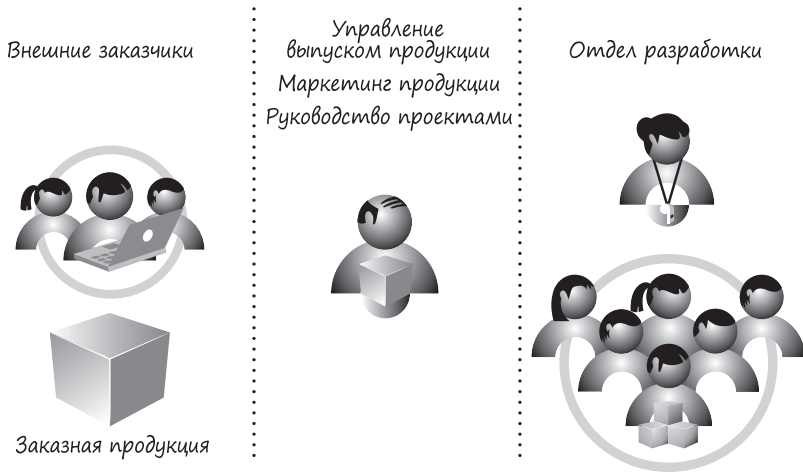 Внешние заказчики
Управление
выпуском продукции
Маркетинг продукции
Руководство проектами
Отдел разработки
Заказная продукция